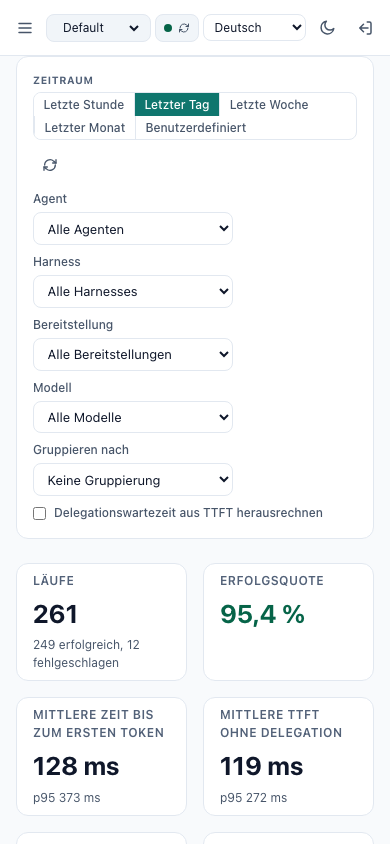 Default
Deutsch
ZEITRAUM
Letzte Stunde
Letzter Tag
Letzte Woche
Letzter Monat
Benutzerdefiniert
Agent
Alle Agenten
Harness
Alle Harnesses
Bereitstellung
Alle Bereitstellungen
Modell
Alle Modelle
Gruppieren nach
Keine Gruppierung
Delegationswartezeit aus TTFT herausrechnen
LÄUFE
261
249 erfolgreich, 12
fehlgeschlagen
ERFOLGSQUOTE
95,4 %
MITTLERE ZEIT BIS
ZUM ERSTEN TOKEN
128 ms
p95 373 ms
MITTLERE TTFT
OHNE DELEGATION
119 ms
p95 272 ms